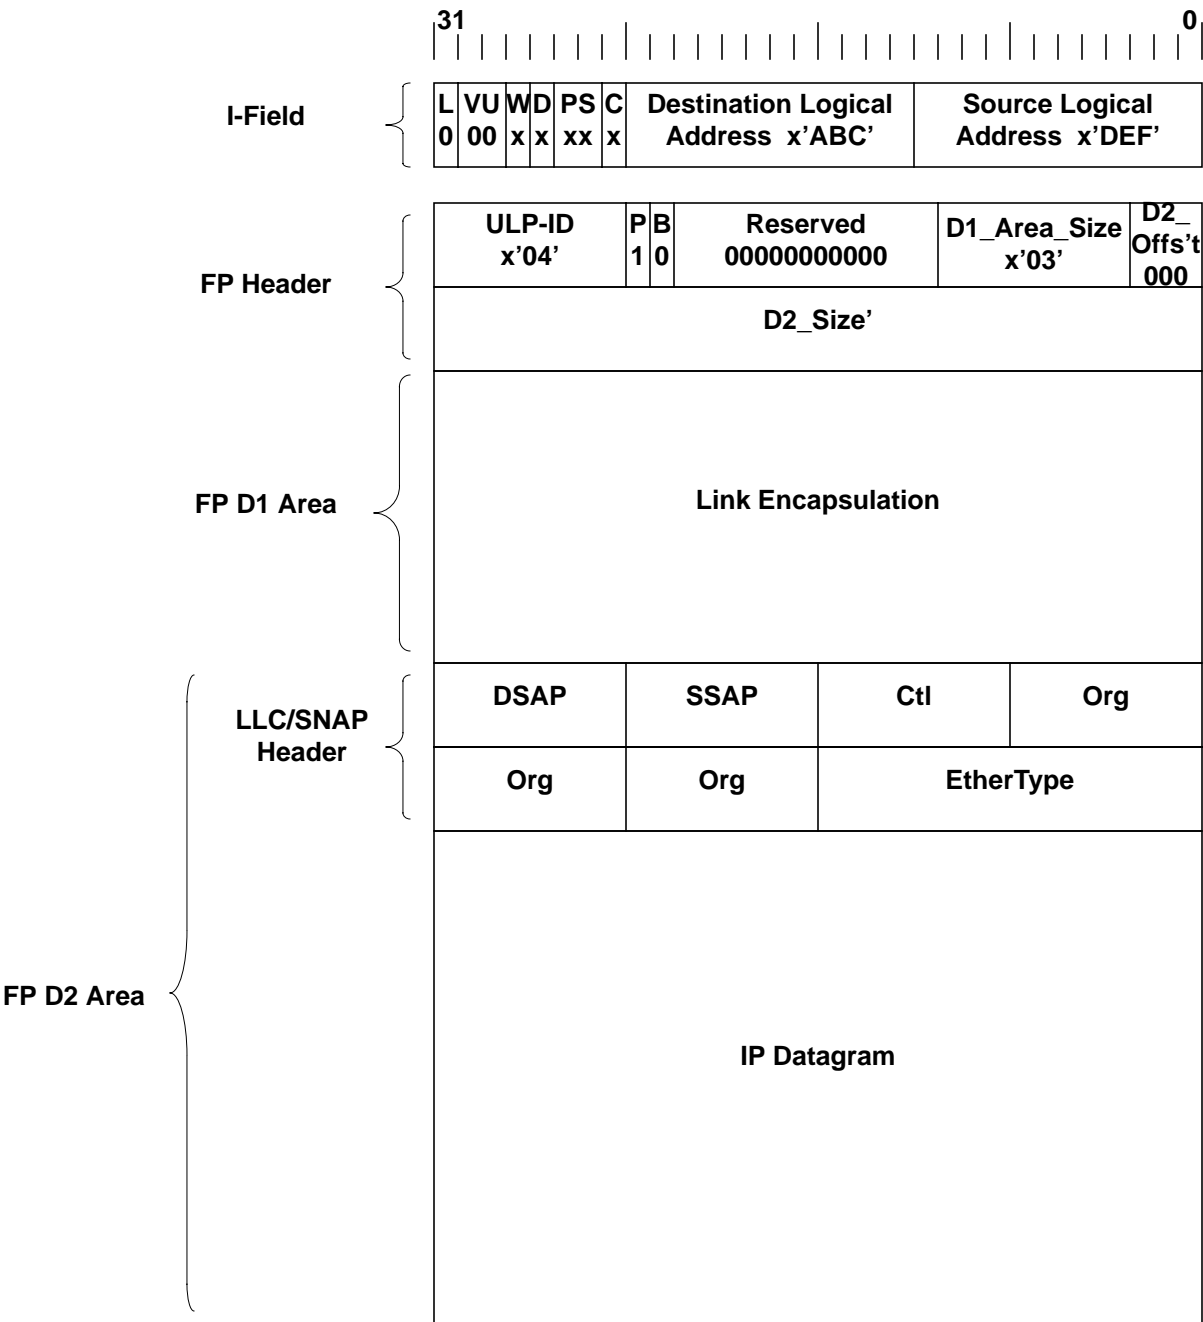 31 0
I-Field
L VU W D PS C Destination Logical Source Logical
0 00 x x xx x Address x'ABC' Address x'DEF'
FP Header
ULP-ID P B Reserved D1_Area_Size D2_
x'04' 1 0 00000000000 x'03' Offs't
000
D2_Size'
FP D1 Area
Link Encapsulation
LLC/SNAP
Header
DSAP SSAP Ctl Org
Org Org EtherType
FP D2 Area
IP Datagram